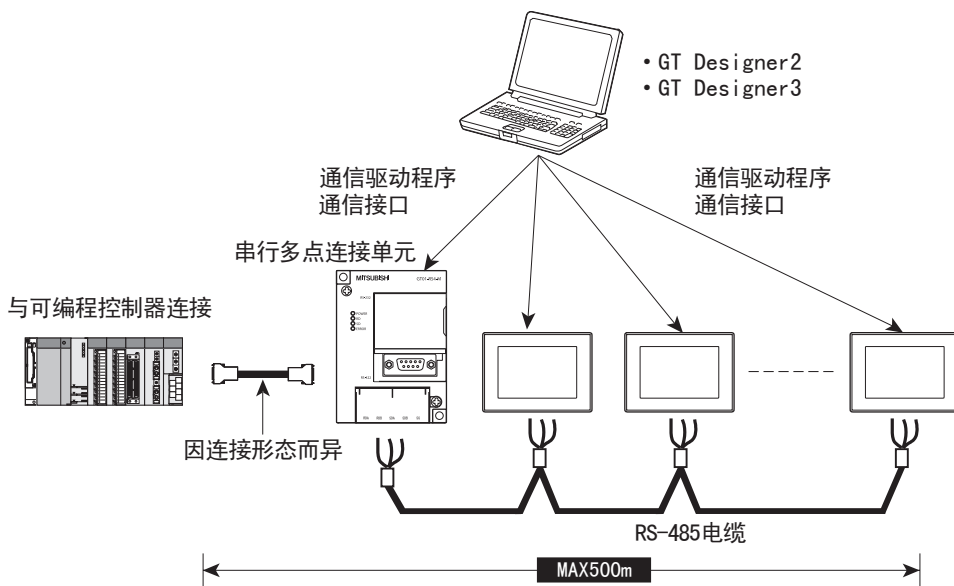 • GT Designer2
• GT Designer3
通信驱动程序
通信接口
通信驱动程序
通信接口
串行多点连接单元
MITSUBISHI
与可编程控制器连接
因连接形态而异
RS-485电缆
MAX500m